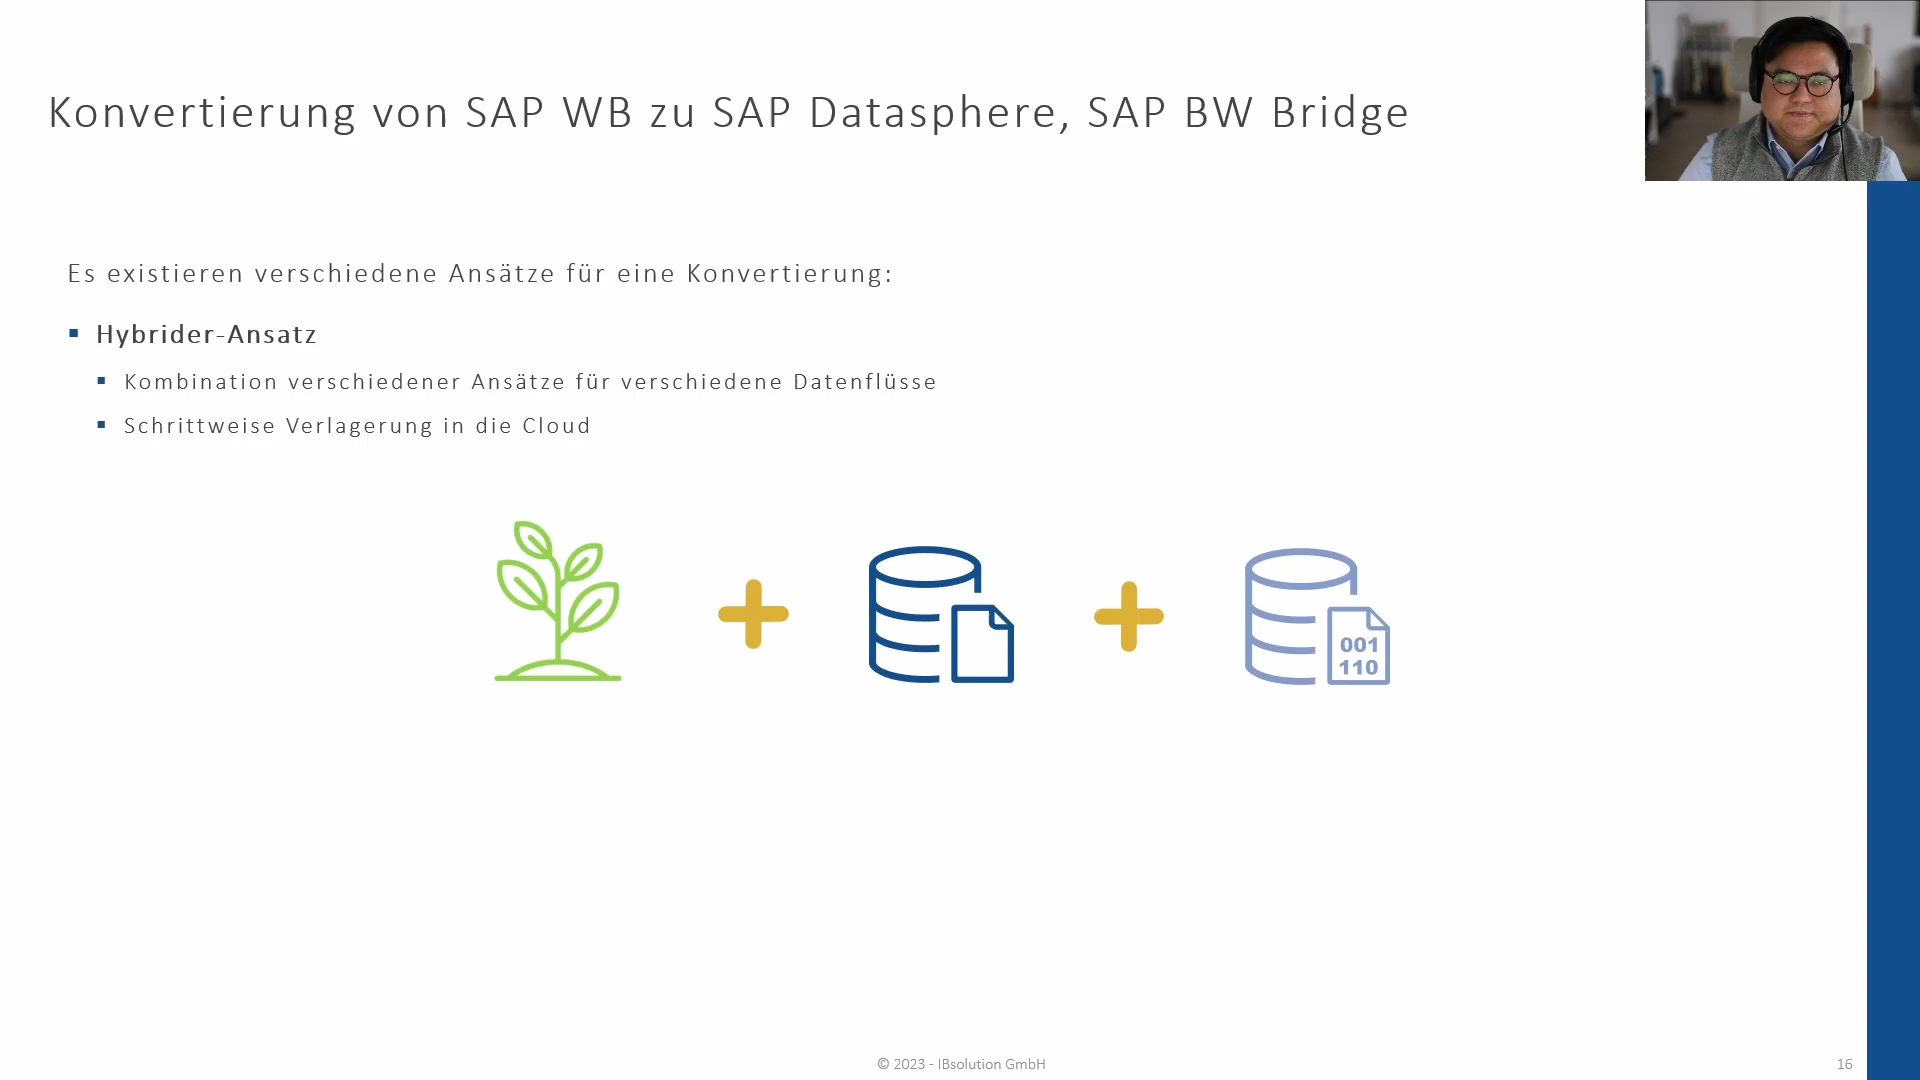 Konvertierung von SAP WB zu SAP Datasphere, SAP BW Bridge
Es existieren verschiedene Ansätze für eine Konvertierung:
Hybrider-Ansatz
Kombination verschiedener Ansätze für verschiedene Datenflüsse
Schrittweise Verlagerung in die Cloud
001
110
© 2023 - IBsolution GmbH
16